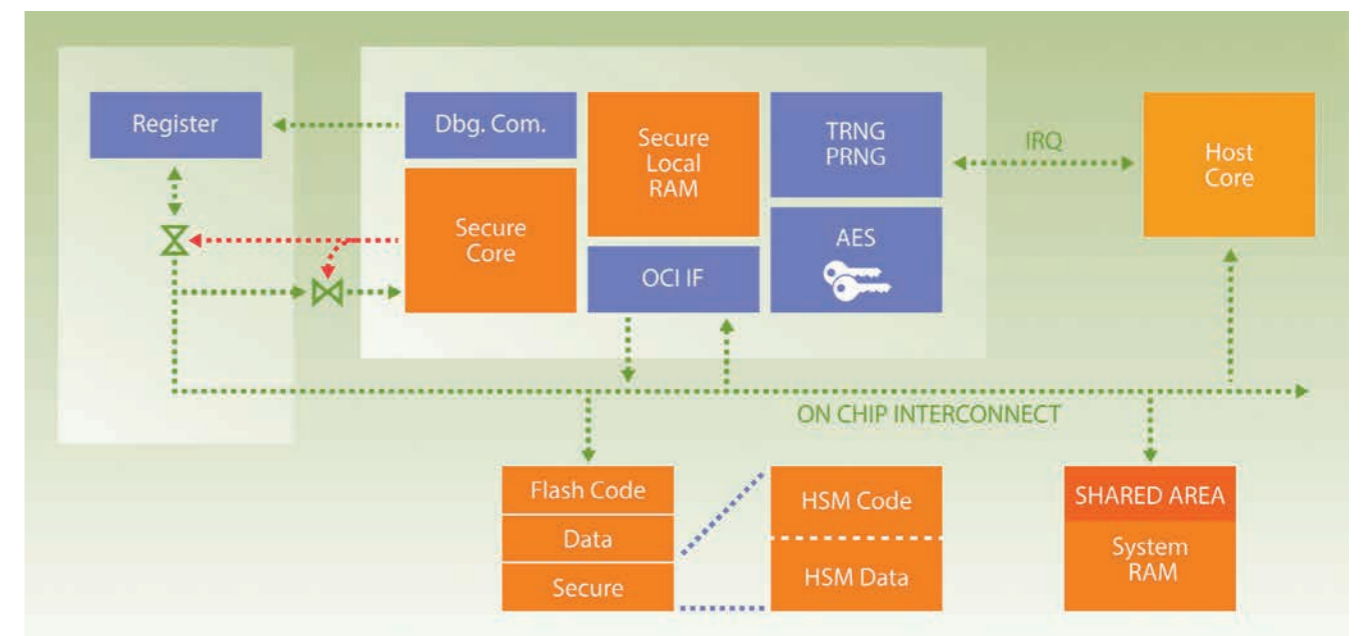 Register
Dbg. Com.
Secure
Core
Secure
Local
RAM
OCI IF
TRNG
PRNG
AES
IRQ
Host
Core
ON CHIP INTERCONNECT
Flash Code
Data
Secure
HSM Code
HSM Data
SHARED AREA
System
RAM